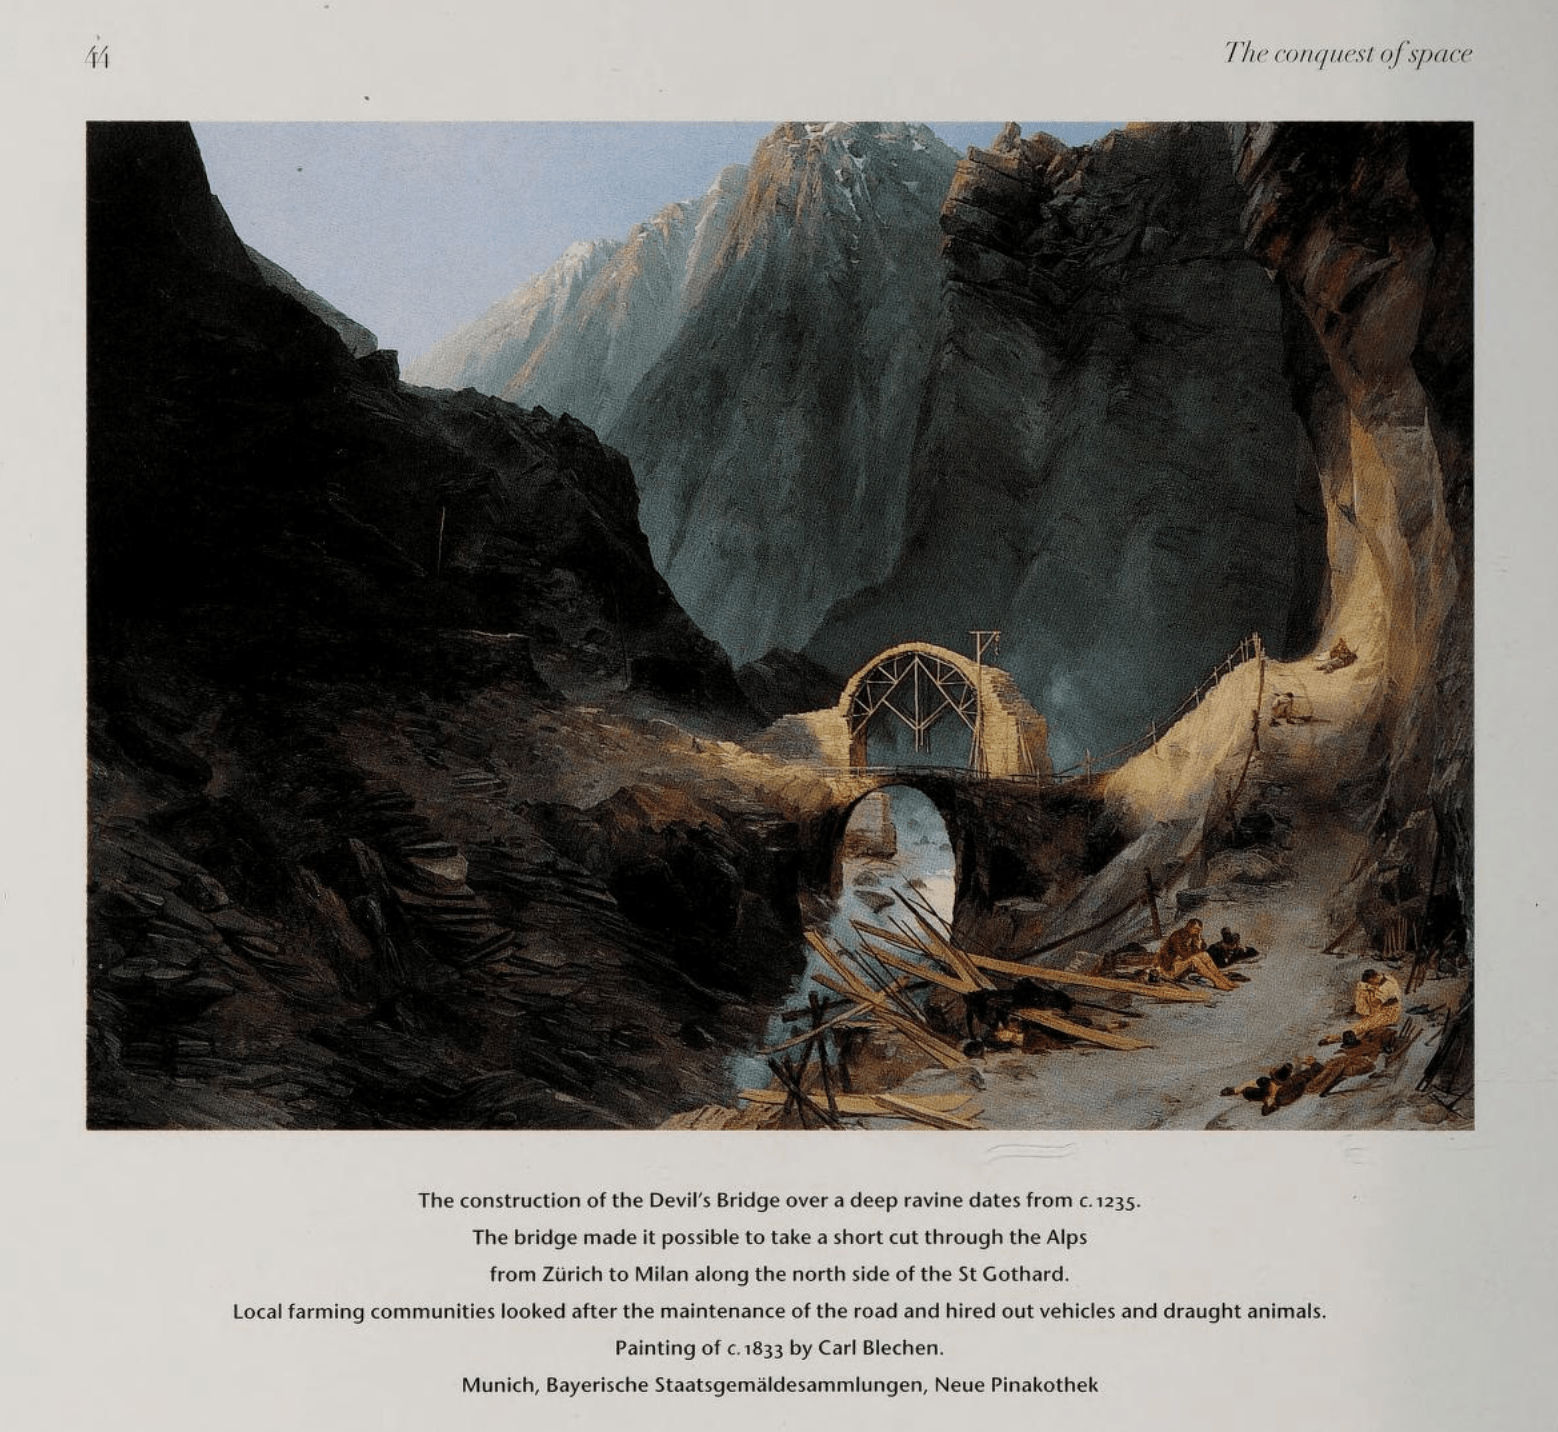 44
The conquest of space
The construction of the Devil's Bridge over a deep ravine dates from c. 1235.
The bridge made it possible to take a short cut through the Alps
from Zürich to Milan along the north side of the St Gothard.
Local farming communities looked after the maintenance of the road and hired out vehicles and draught animals.
Painting of c. 1833 by Carl Blechen.
Munich, Bayerische Staatsgemäldesammlungen, Neue Pinakothek